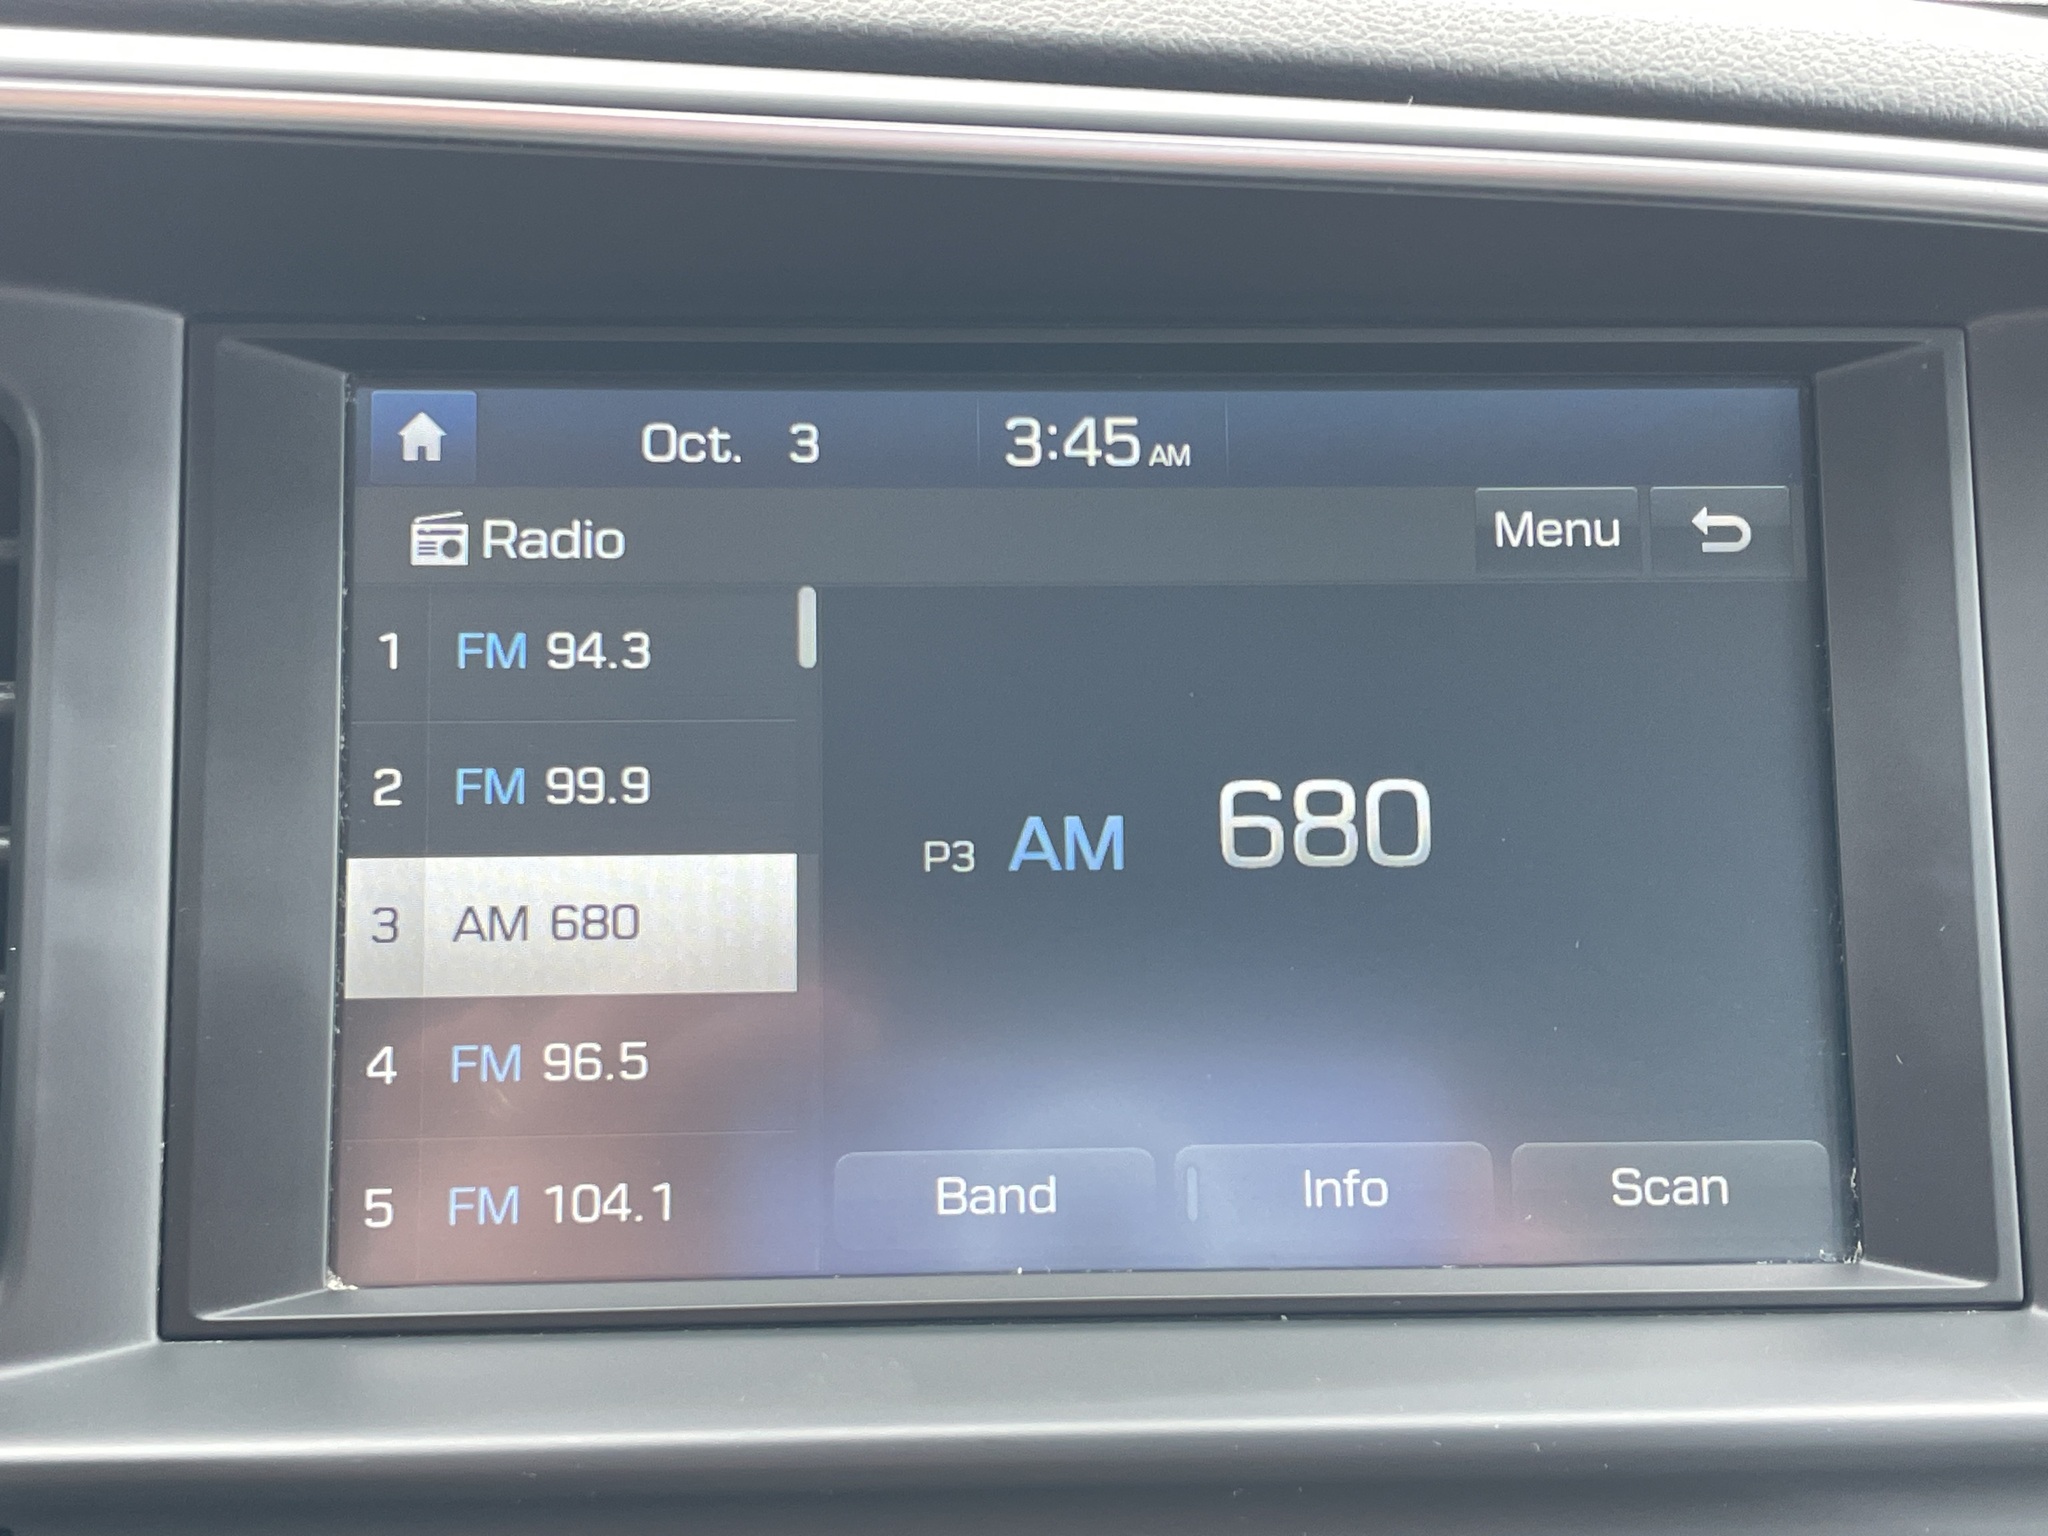 Oct. 3 3:45 AM
Radio Menu
1 FM 94.3
2 FM 99.9
3 AM 680
4 FM 96.5
5 FM 104.1
P3 AM 680
Band Info Scan